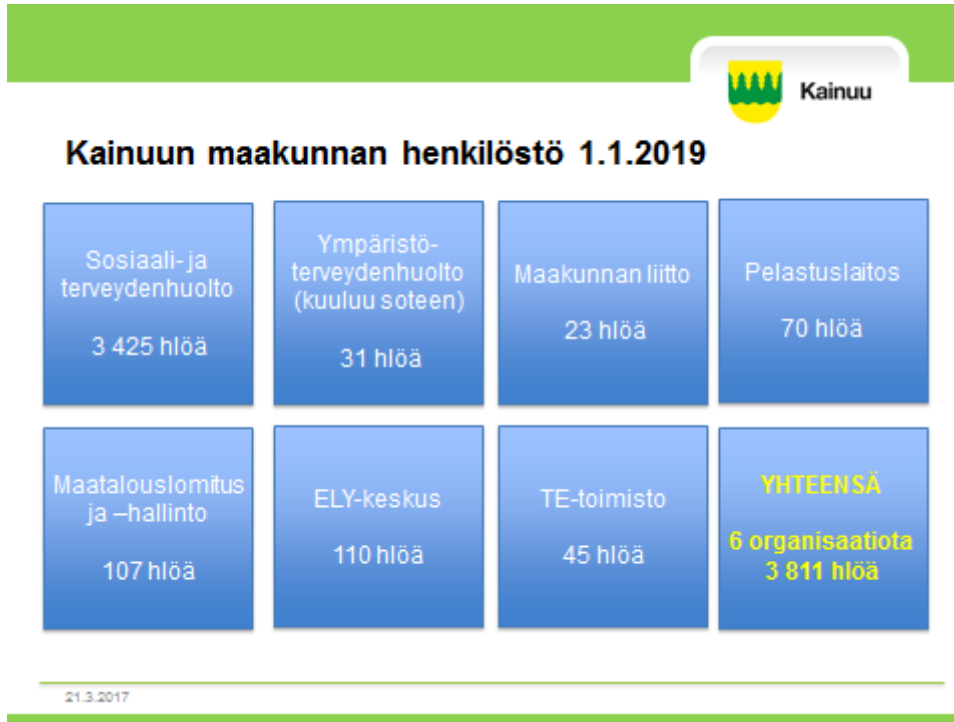 Kainuu
Kainuun maakunnan henkilöstö 1.1.2019
Sosiaali- ja
terveydenhuolto
3 425 hlöä
Ympäristö-
terveydenhuolto
(kuuluu soteen)
31 hlöä
Maakunnan liitto
23 hlöä
Pelastuslaitos
70 hlöä
Maatalouslomitus
ja –hallinto
107 hlöä
ELY-keskus
110 hlöä
TE-toimisto
45 hlöä
YHTEENSÄ
6 organisaatiota
3 811 hlöä
21.3.2017